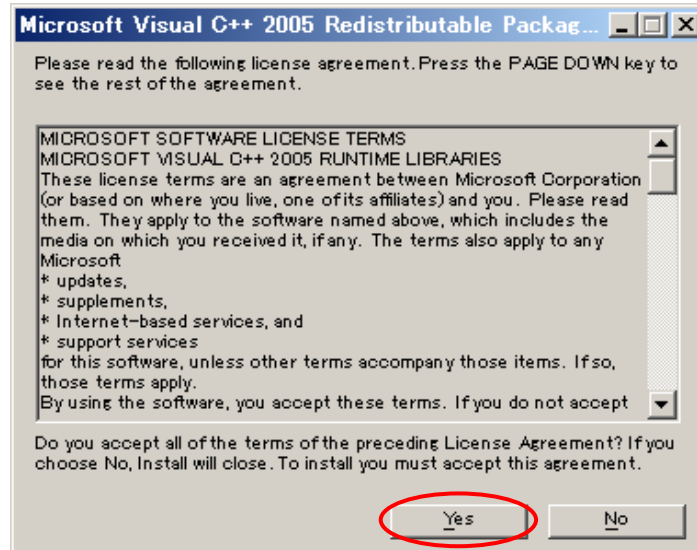 Microsoft Visual C++ 2005 Redistributable Packag...
Please read the following license agreement. Press the PAGE DOWN key to
see the rest of the agreement.
MICROSOFT SOFTWARE LICENSE TERMS
MICROSOFT VISUAL C++ 2005 RUNTIME LIBRARIES
These license terms are an agreement between Microsoft Corporation
(or based on where you live, one of its affiliates) and you. Please read
them. They apply to the software named above, which includes the
media on which you received it, if any. The terms also apply to any
Microsoft
* updates,
* supplements,
* Internet-based services, and
* support services
for this software, unless other terms accompany those items. If so,
those terms apply.
By using the software, you accept these terms. If you do not accept
Do you accept all of the terms of the preceding License Agreement? If you
choose No, Install will close. To install you must accept this agreement.
Yes No